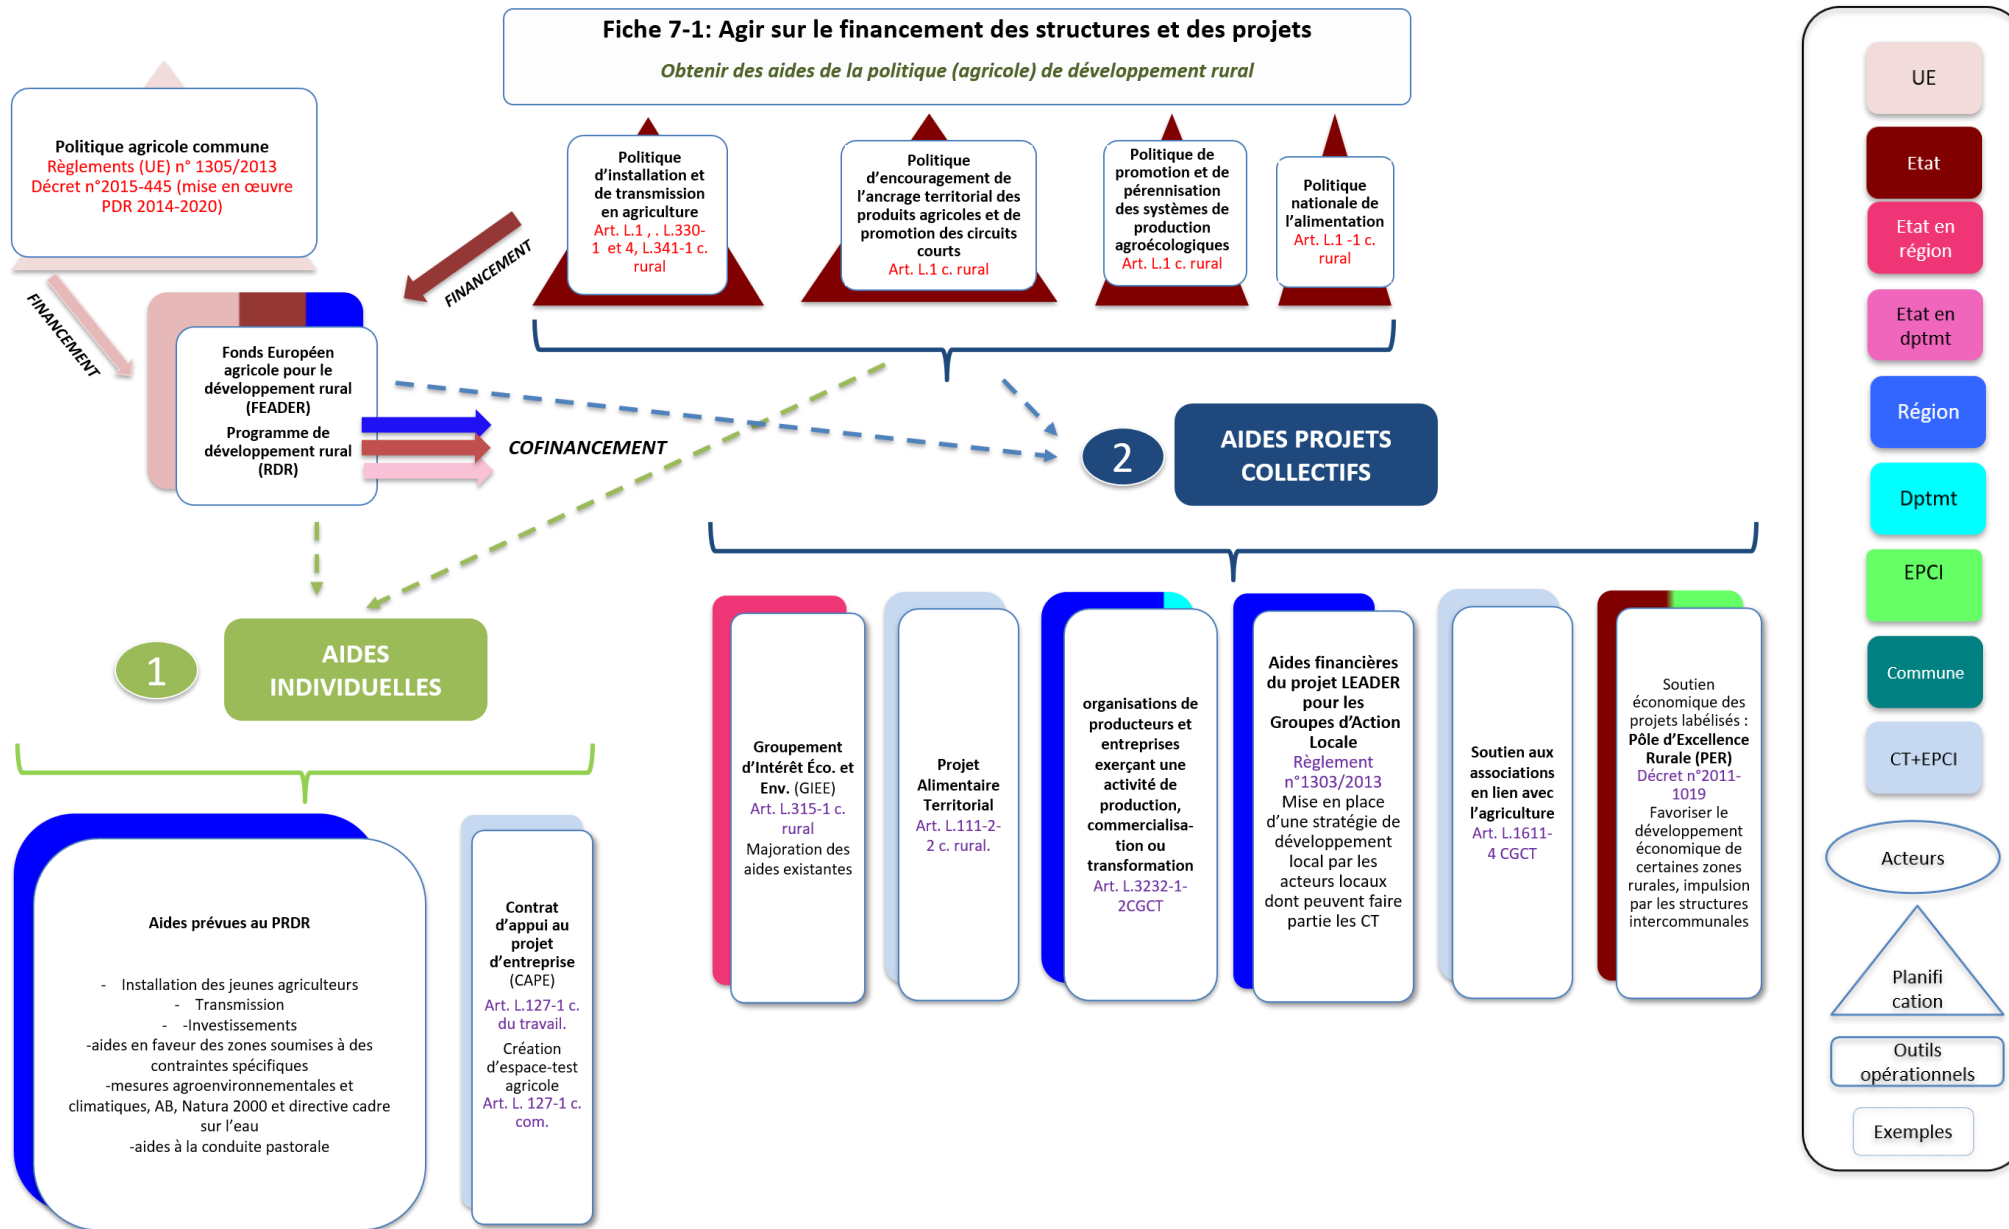 Fiche 7-1: Agir sur le financement des structures et des projets
Obtenir des aides de la politique (agricole) de développement rural
Politique agricole commune
Règlements (UE) n° 1305/2013
Décret n°2015-445 (mise en œuvre
PDR 2014-2020)
Politique
d'installation et
de transmission
en agriculture
Art. L.1 , . L.330-
1 et 4, L.341-1 c.
rural
Politique
d'encouragement de
l'ancrage territorial des
produits agricoles et de
promotion des circuits
courts
Art. L.1 c. rural
Politique de
promotion et de
pérennisation
des systèmes de
production
agroécologiques
Art. L.1 c. rural
Politique
nationale de
l'alimentation
Art. L.1 -1 c.
rural
FINANCEMENT
FINANCEMENT
Fonds Européen
agricole pour le
développement rural
(FEADER)
Programme de
développement rural
(RDR)
COFINANCEMENT
2
AIDES PROJETS
COLLECTIFS
1
AIDES
INDIVIDUELLES
Aides prévues au PRDR
- Installation des jeunes agriculteurs
- Transmission
- -Investissements
-aides en faveur des zones soumises à des
contraintes spécifiques
-mesures agroenvironnementales et
climatiques, AB, Natura 2000 et directive cadre
sur l'eau
-aides à la conduite pastorale
Contrat
d'appui au
projet
d'entreprise
(CAPE)
Art. L.127-1 c.
du travail.
Création
d'espace-test
agricole
Art. L. 127-1 c.
com.
Groupement
d'Intérêt Éco. et
Env. (GIEE)
Art. L.315-1 c.
rural
Majoration des
aides existantes
Projet
Alimentaire
Territorial
Art. L.111-2-
2 c. rural.
organisations de
producteurs et
entreprises
exerçant une
activité de
production,
commercialisa-
tion ou
transformation
Art. L.3232-1-
2CGCT
Aides financières
du projet LEADER
pour les
Groupes d'Action
Locale
Règlement
n°1303/2013
Mise en place
d'une stratégie de
développement
local par les
acteurs locaux
dont peuvent faire
partie les CT
Soutien aux
associations
en lien avec
l'agriculture
Art. L.1611-
4 CGCT
Soutien
économique des
projets labélisés :
Pôle d'Excellence
Rurale (PER)
Décret n°2011-
1019
Favoriser le
développement
économique de
certaines zones
rurales, impulsion
par les structures
intercommunales
UE
Etat
Etat en
région
Etat en
dptmt
Région
Dptmt
EPCI
Commune
CT+EPCI
Acteurs
Planifi
cation
Outils
opérationnels
Exemples